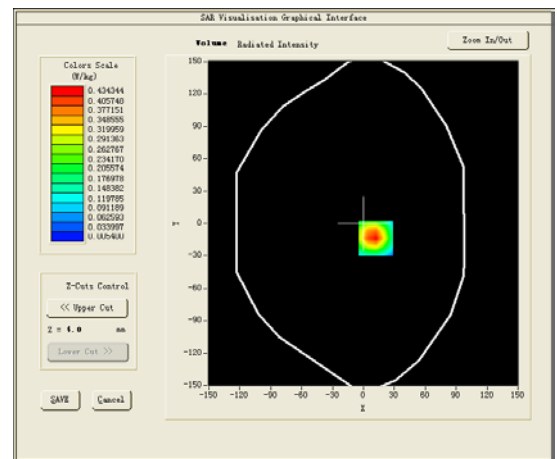 SAR Visualisation Graphical Interface
Volume Radiated Intensity
Zoom In/Out
Colors Scale
(W/kg)
0.434344
0.405740
0.377151
0.348555
0.319959
0.291363
0.262767
0.234170
0.205574
0.176978
0.148382
0.119785
0.091189
0.062593
0.033997
0.005400
150
120
90
60
30
0
-30
-60
-90
-120
-150
Y
-150 -120 -90 -60 -30 0 30 60 90 120 150
X
Z-Cuts Control
<< Upper Cut
Z = 4.0 mm
Lower Cut >>
SAVE Cancel